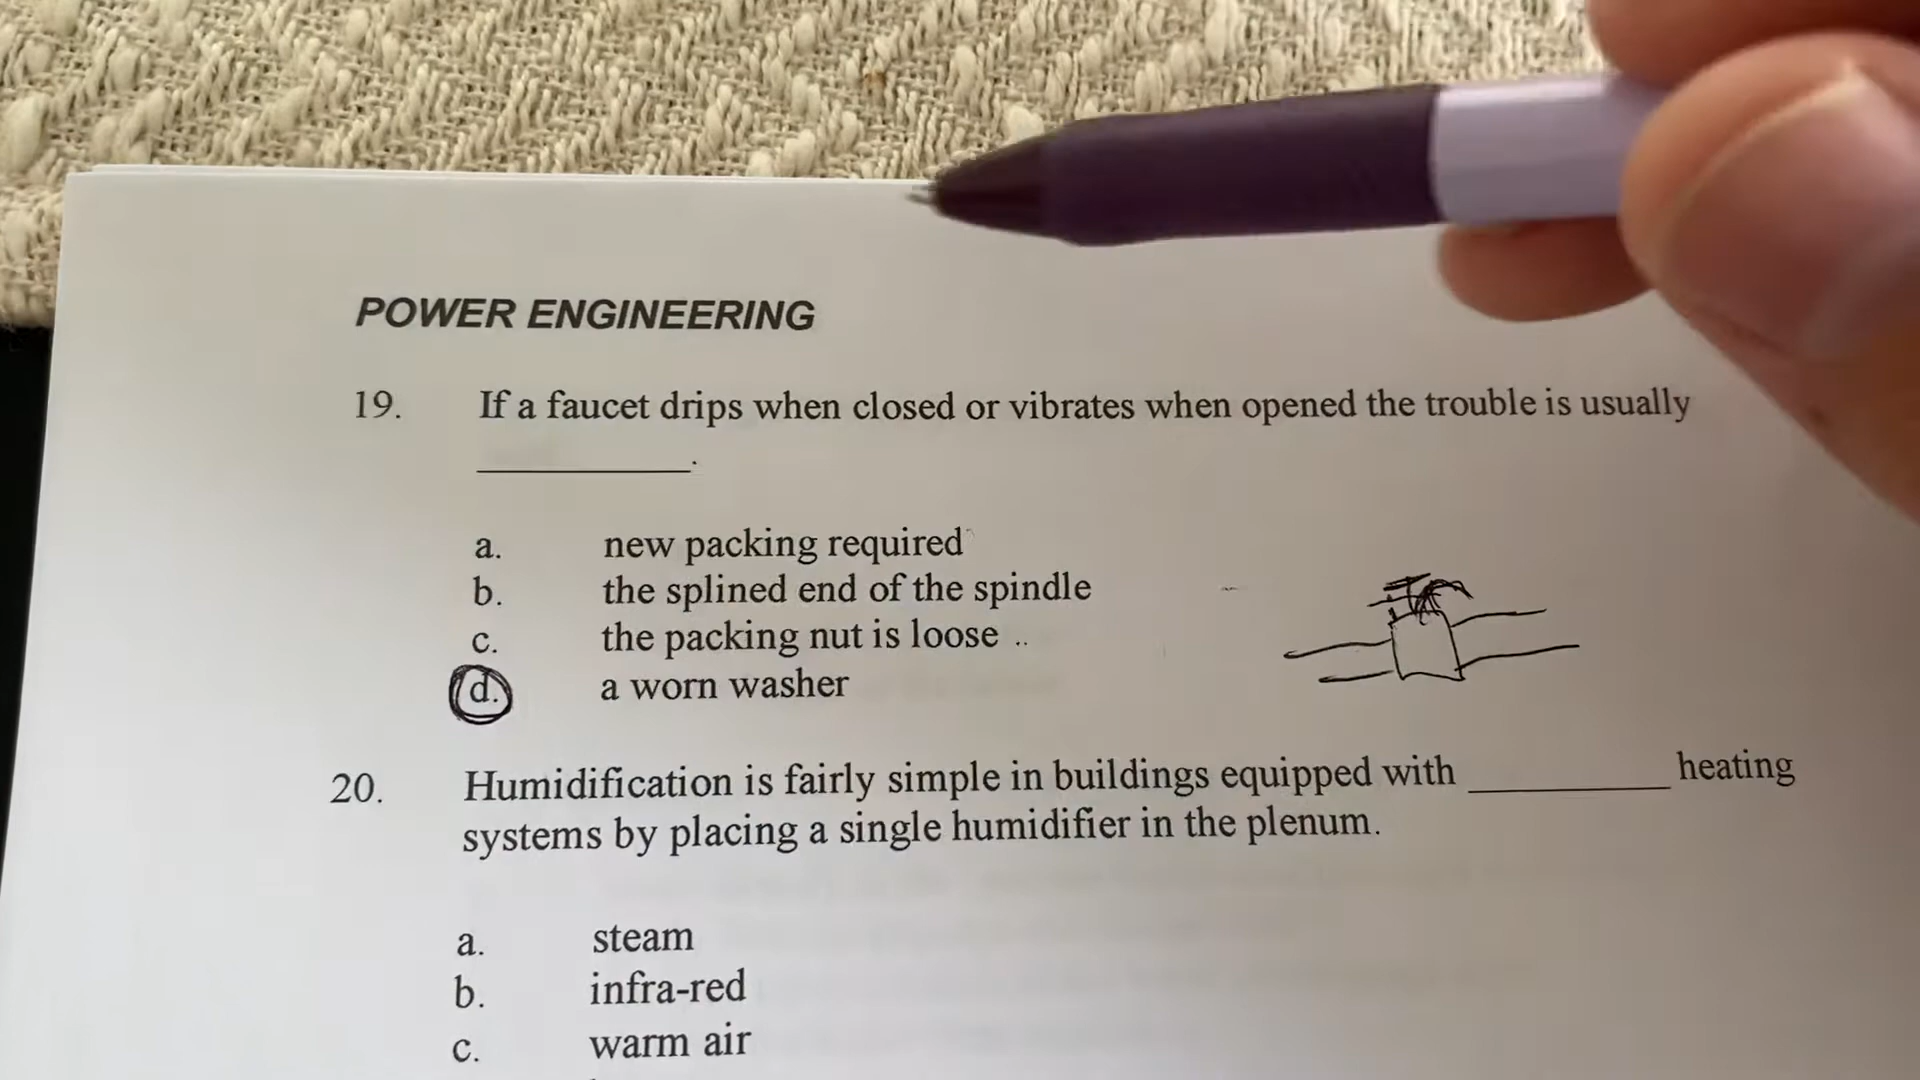 POWER ENGINEERING
19. If a faucet drips when closed or vibrates when opened the trouble is usually
___________.
a. new packing required
b. the splined end of the spindle
c. the packing nut is loose ..
d. a worn washer
20. Humidification is fairly simple in buildings equipped with __________ heating
systems by placing a single humidifier in the plenum.
a. steam
b. infra-red
c. warm air